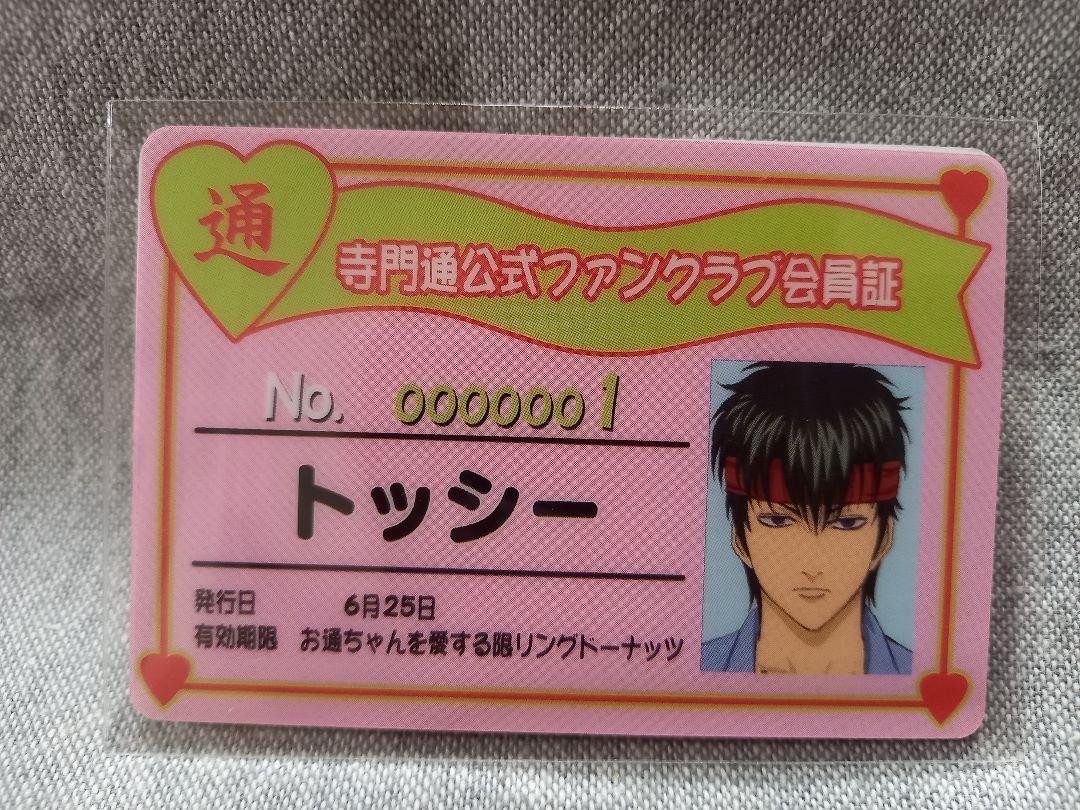 通
寺門通公式ファンクラブ会員証
No. 0000001
トッシー
発行日 6月25日
有効期限 お通ちゃんを愛する限リングドーナッツ